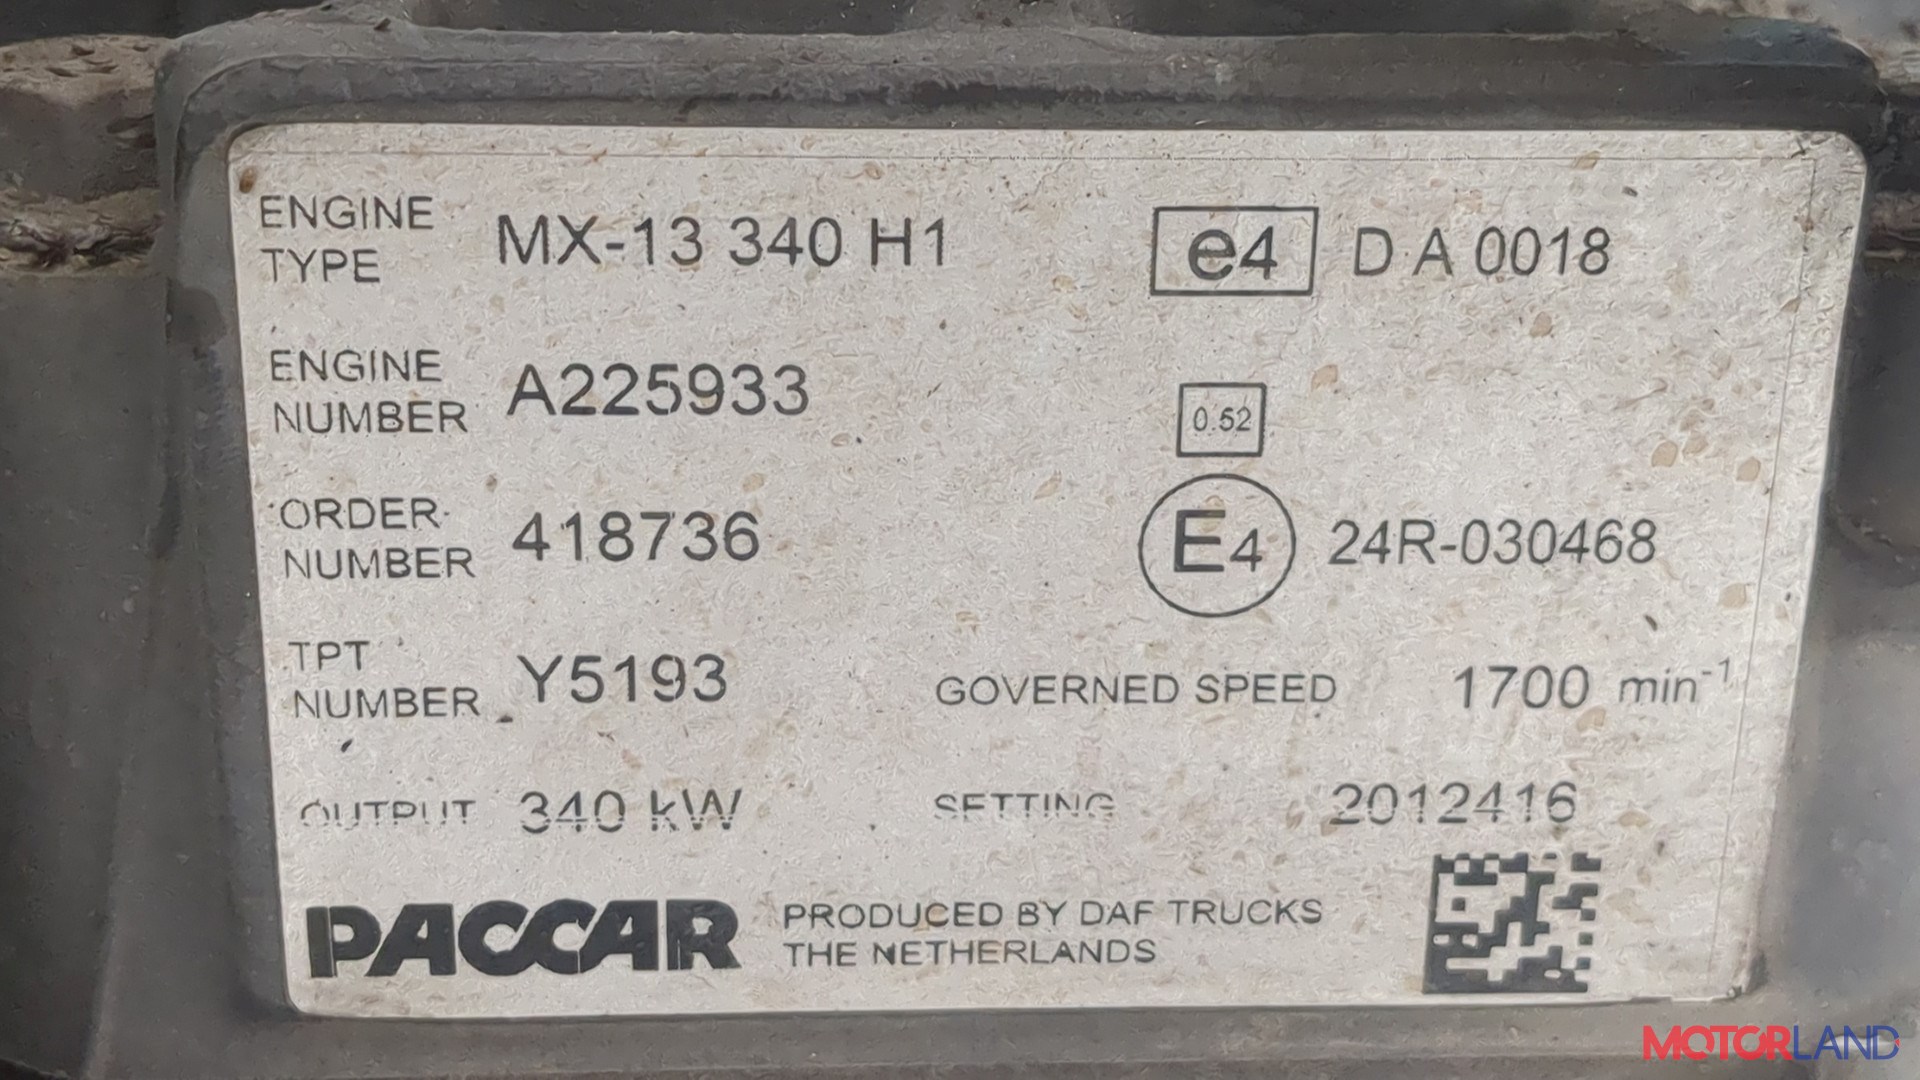 ENGINE TYPE MX-13 340 H1 e4 D A 0018
ENGINE NUMBER A225933
0.52
ORDER NUMBER 418736 E4 24R-030468
TPT NUMBER Y5193 GOVERNED SPEED 1700 min⁻¹
OUTPUT 340 kW SETTING 2012416
PACCAR PRODUCED BY DAF TRUCKS
THE NETHERLANDS
MOTORLAND